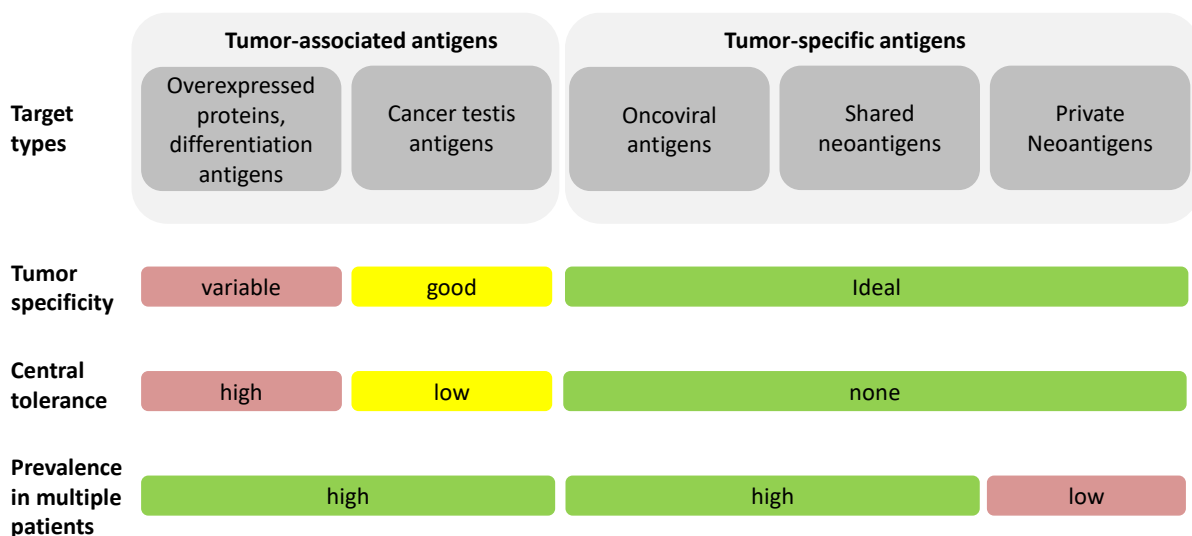 Tumor-associated antigens
Tumor-specific antigens
Target
types
Overexpressed
proteins,
differentiation
antigens
Cancer testis
antigens
Oncoviral
antigens
Shared
neoantigens
Private
Neoantigens
Tumor
specificity
variable
good
Ideal
Central
tolerance
high
low
none
Prevalence
in multiple
patients
high
high
low